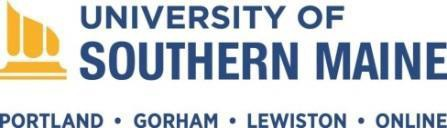 UNIVERSITY OF
SOUTHERN MAINE
PORTLAND • GORHAM • LEWISTON • ONLINE